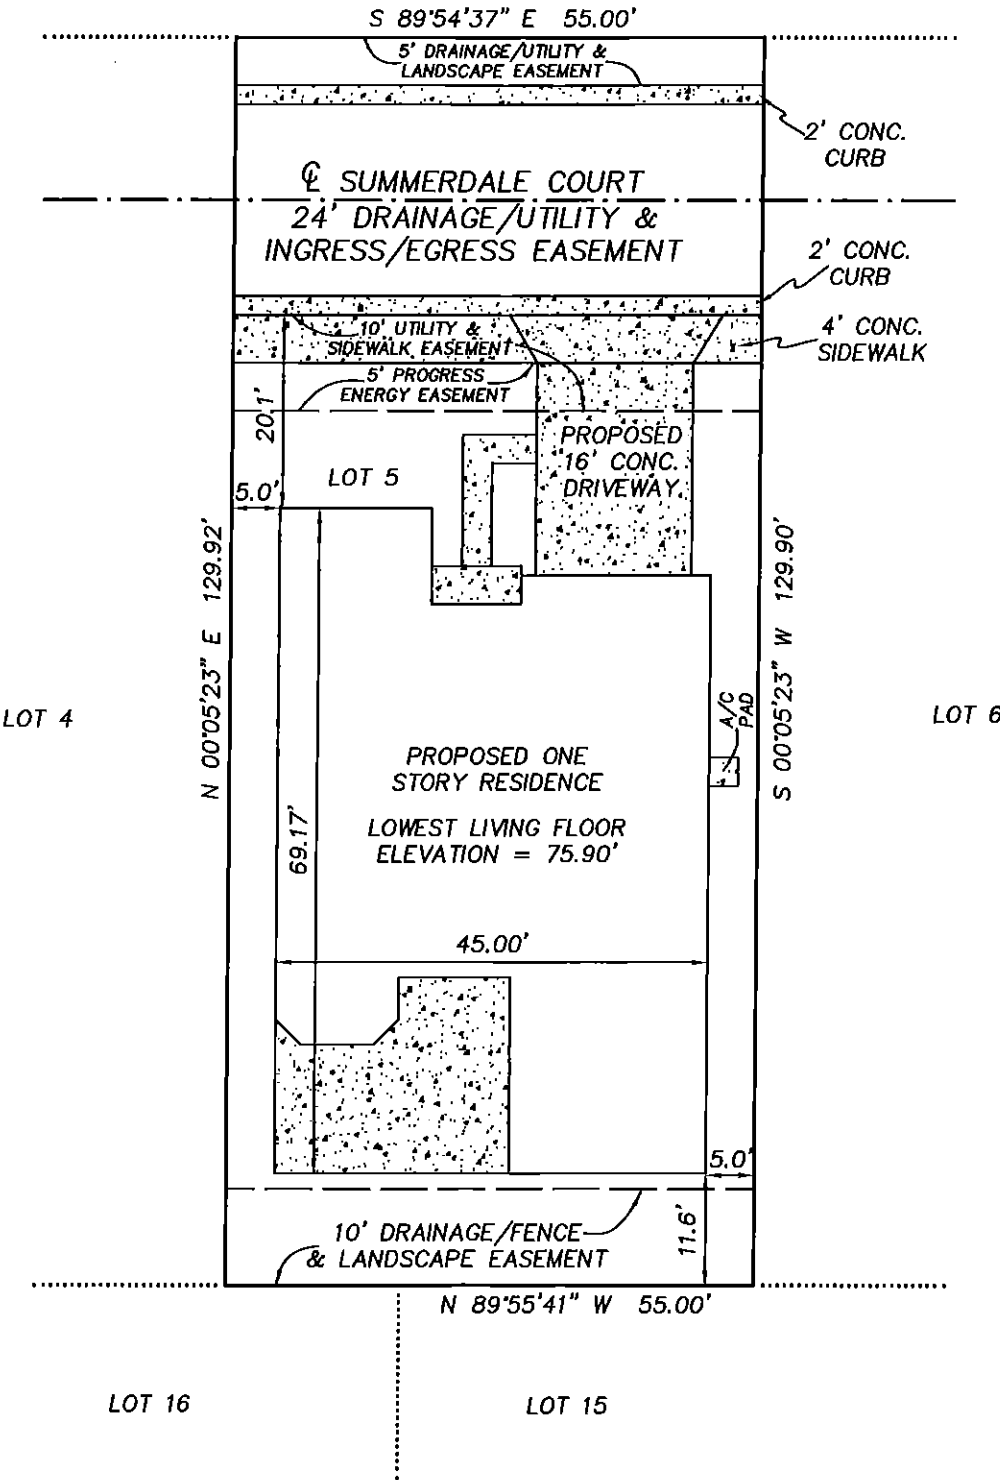 S 89°54'37" E 55.00'
5' DRAINAGE/UTILITY &
LANDSCAPE EASEMENT
2' CONC.
CURB
℄ SUMMERDALE COURT
24' DRAINAGE/UTILITY &
INGRESS/EGRESS EASEMENT
2' CONC.
CURB
10' UTILITY &
SIDEWALK EASEMENT
4' CONC.
SIDEWALK
5' PROGRESS
ENERGY EASEMENT
20.1'
PROPOSED
16' CONC.
DRIVEWAY
LOT 5
5.0'
N 00°05'23" E 129.92'
S 00°05'23" W 129.90'
LOT 4
LOT 6
A/C
PAD
PROPOSED ONE
STORY RESIDENCE
LOWEST LIVING FLOOR
ELEVATION = 75.90'
69.17'
45.00'
5.0'
11.6'
10' DRAINAGE/FENCE
& LANDSCAPE EASEMENT
N 89°55'41" W 55.00'
LOT 16
LOT 15